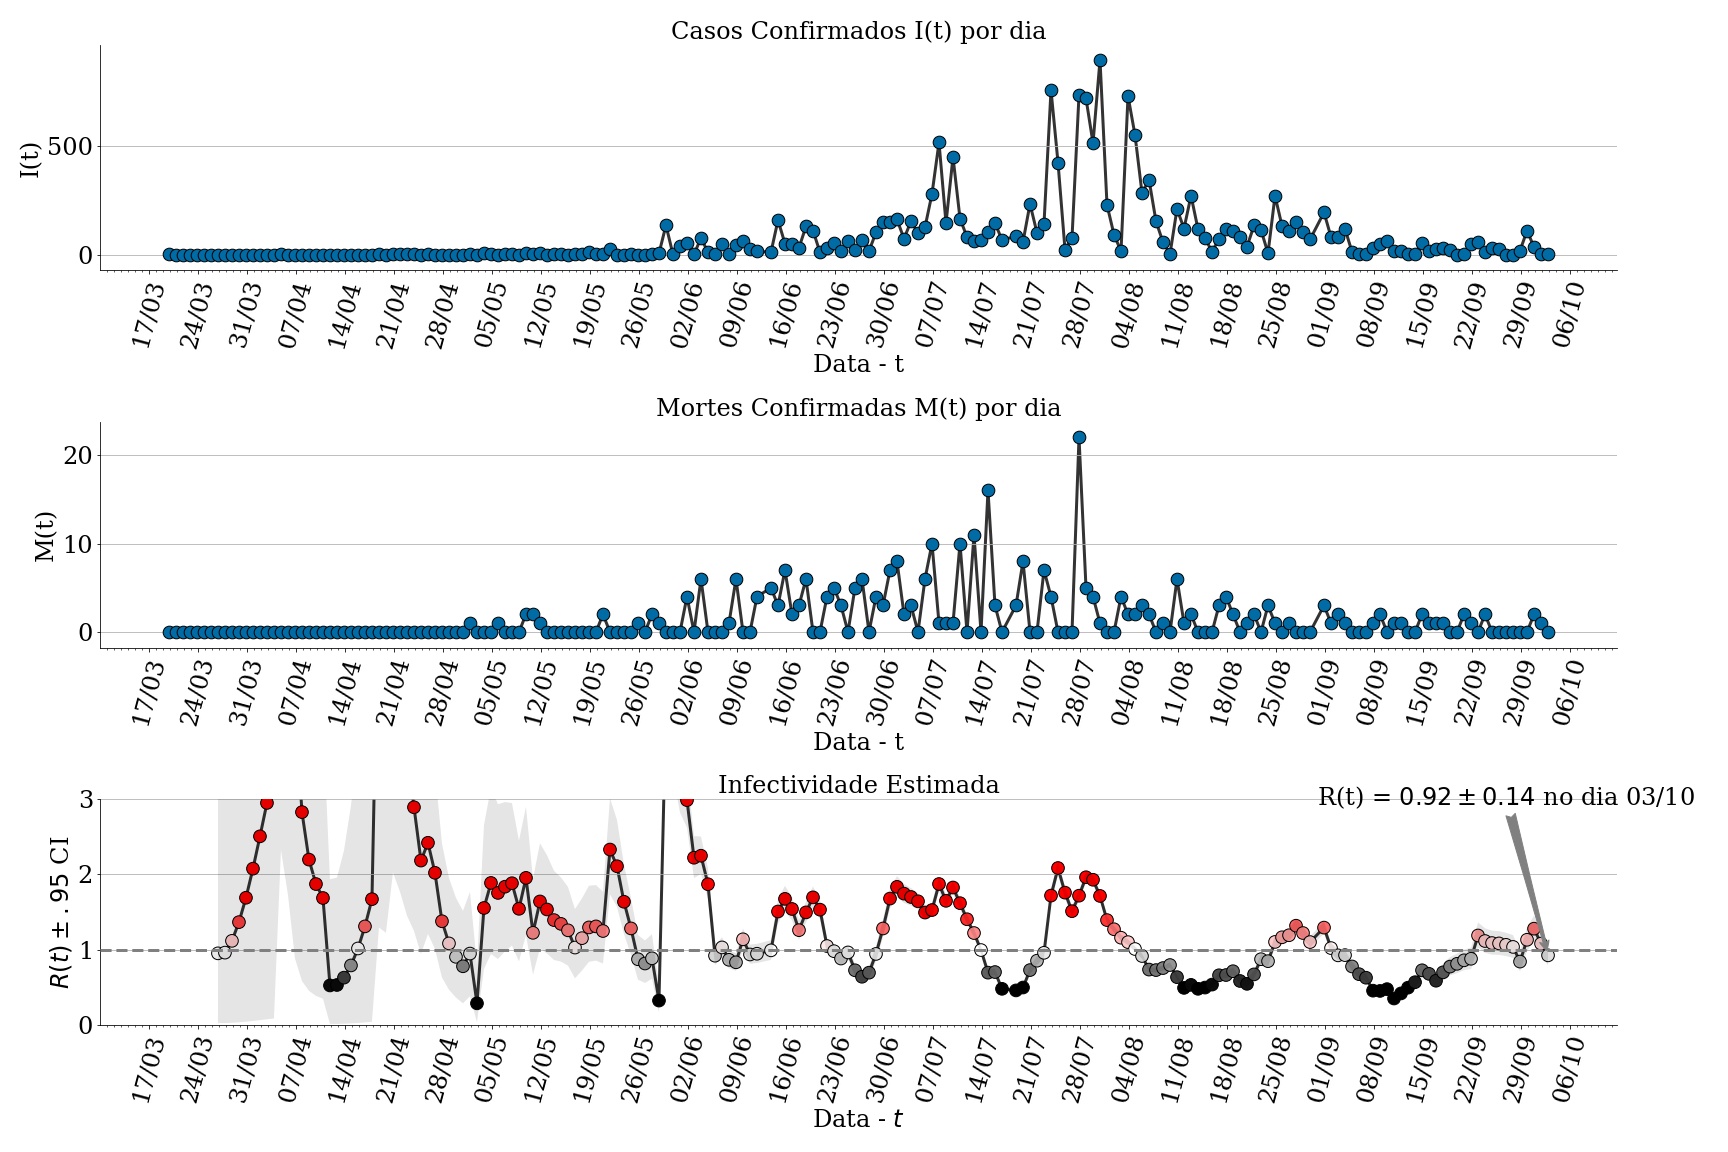 Casos Confirmados I(t) por dia
I(t)
500
0
17/03 24/03 31/03 07/04 14/04 21/04 28/04 05/05 12/05 19/05 26/05 02/06 09/06 16/06 23/06 30/06 07/07 14/07 21/07 28/07 04/08 11/08 18/08 25/08 01/09 08/09 15/09 22/09 29/09 06/10
Data - t
Mortes Confirmadas M(t) por dia
M(t)
20
10
0
17/03 24/03 31/03 07/04 14/04 21/04 28/04 05/05 12/05 19/05 26/05 02/06 09/06 16/06 23/06 30/06 07/07 14/07 21/07 28/07 04/08 11/08 18/08 25/08 01/09 08/09 15/09 22/09 29/09 06/10
Data - t
Infectividade Estimada
R(t) = 0.92 ± 0.14 no dia 03/10
R(t) ± .95 CI
3
2
1
0
17/03 24/03 31/03 07/04 14/04 21/04 28/04 05/05 12/05 19/05 26/05 02/06 09/06 16/06 23/06 30/06 07/07 14/07 21/07 28/07 04/08 11/08 18/08 25/08 01/09 08/09 15/09 22/09 29/09 06/10
Data - t